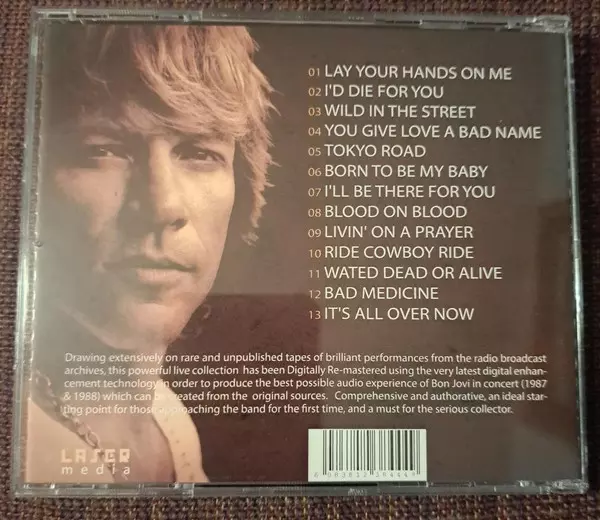 01 LAY YOUR HANDS ON ME
02 I'D DIE FOR YOU
03 WILD IN THE STREET
04 YOU GIVE LOVE A BAD NAME
05 TOKYO ROAD
06 BORN TO BE MY BABY
07 I'LL BE THERE FOR YOU
08 BLOOD ON BLOOD
09 LIVIN' ON A PRAYER
10 RIDE COWBOY RIDE
11 WATED DEAD OR ALIVE
12 BAD MEDICINE
13 IT'S ALL OVER NOW
Drawing extensively on rare and unpublished tapes of brilliant performances from the radio broadcast
archives, this powerful live collection has been Digitally Re-mastered using the very latest digital enhan-
cement technology in order to produce the best possible audio experience of Bon Jovi in concert (1987
& 1988) which can be created from the original sources. Comprehensive and authorative, an ideal star-
ting point for those approaching the band for the first time, and a must for the serious collector.
LASER
media